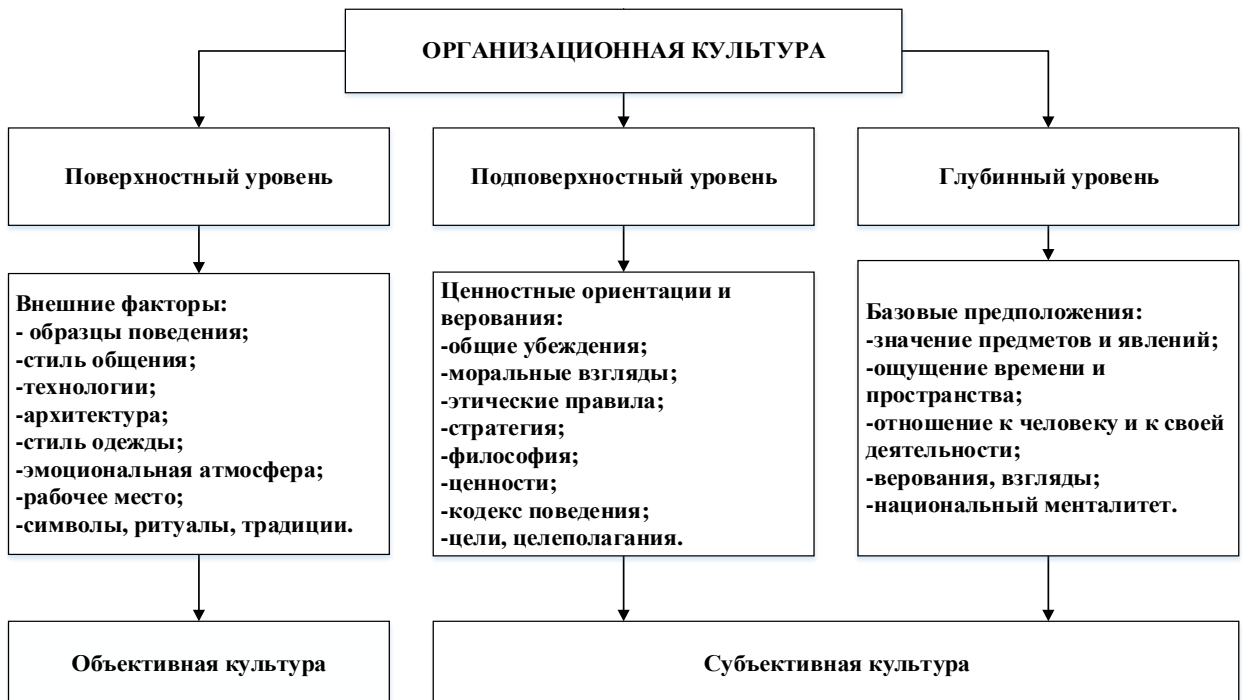 ОРГАНИЗАЦИОННАЯ КУЛЬТУРА
Поверхностный уровень
Подповерхностный уровень
Глубинный уровень
Внешние факторы:
- образцы поведения;
-стиль общения;
-технологии;
-архитектура;
-стиль одежды;
-эмоциональная атмосфера;
-рабочее место;
-символы, ритуалы, традиции.
Ценностные ориентации и
верования:
-общие убеждения;
-моральные взгляды;
-этические правила;
-стратегия;
-философия;
-ценности;
-кодекс поведения;
-цели, целеполагания.
Базовые предположения:
-значение предметов и явлений;
-ощущение времени и
пространства;
-отношение к человеку и к своей
деятельности;
-верования, взгляды;
-национальный менталитет.
Объективная культура
Субъективная культура